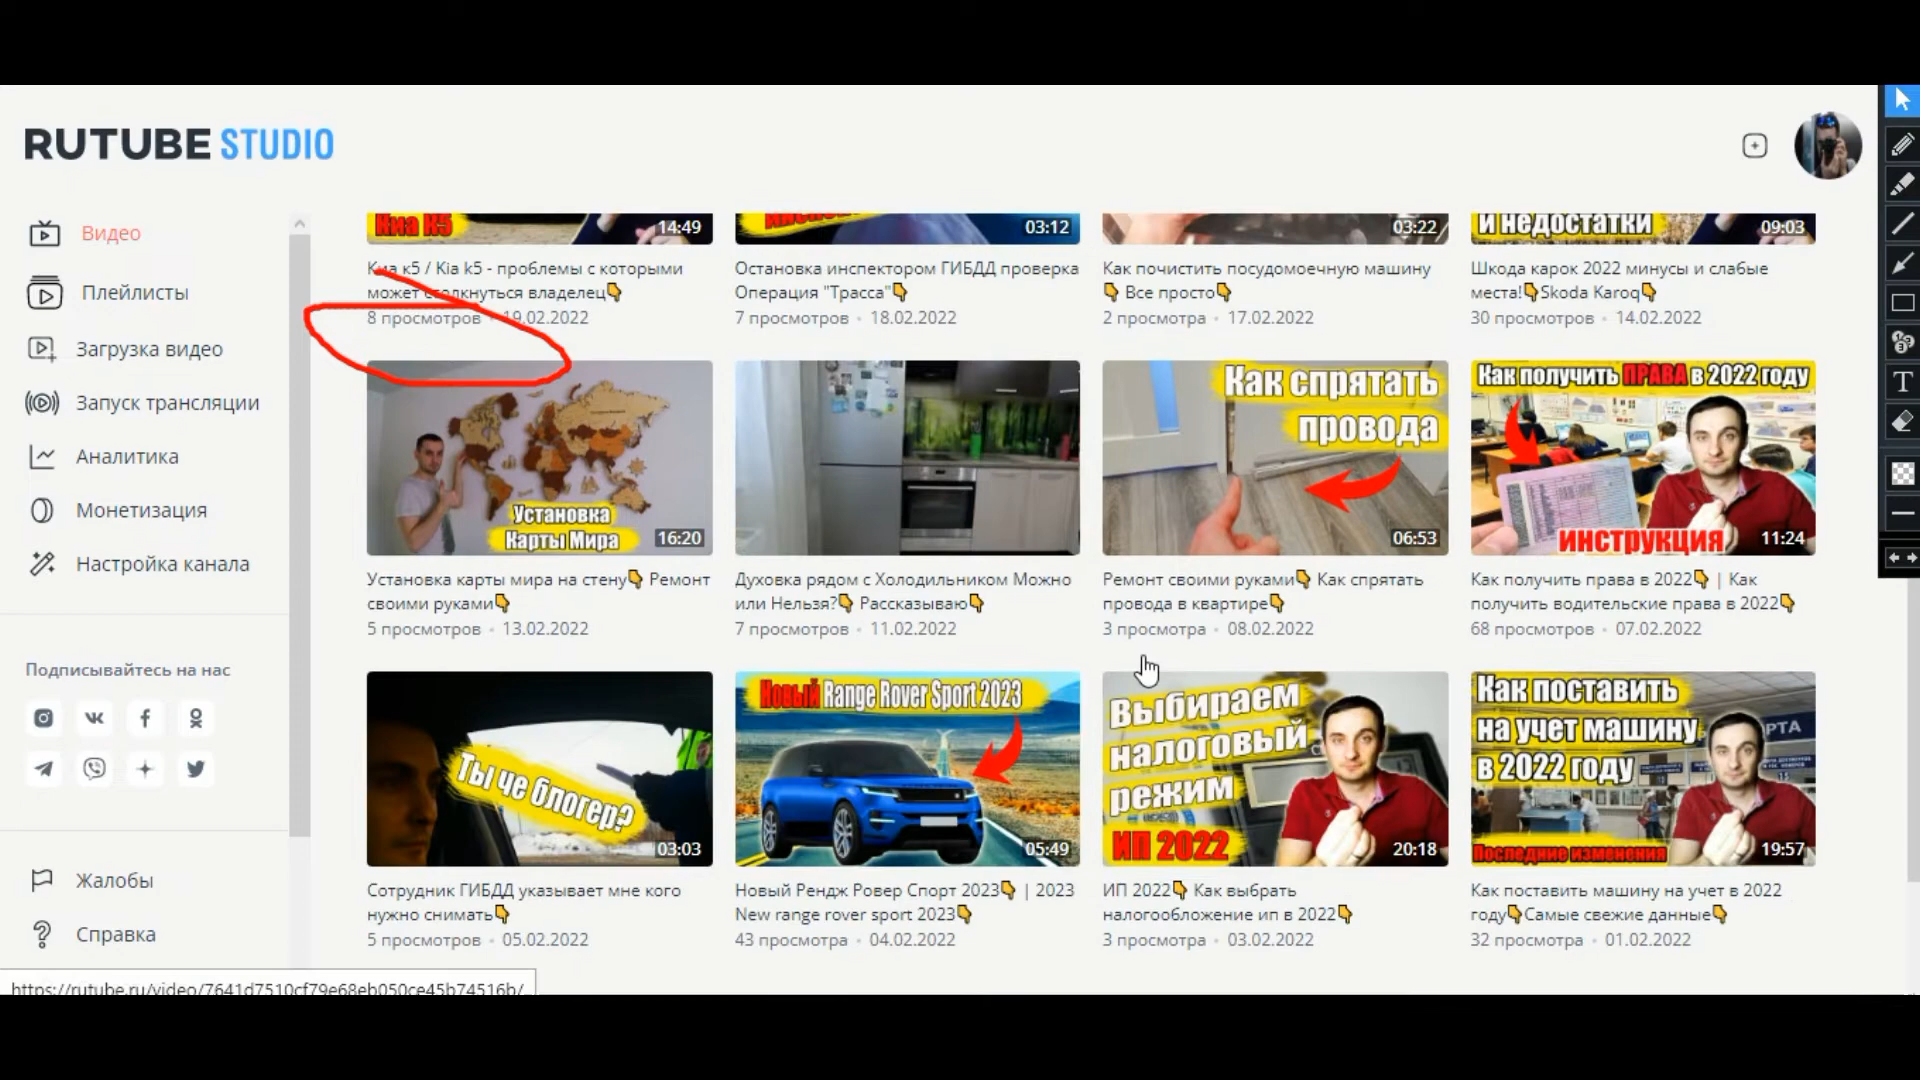 RUTUBE STUDIO
Видео
Плейлисты
Загрузка видео
Запуск трансляции
Аналитика
Монетизация
Настройка канала
Подписывайтесь на нас
Жалобы
Справка
https://rutube.ru/video/7641d7510cf79e68eb050ce45b74516b/
Киа К5
14:49
Киа к5 / Kia k5 - проблемы с которыми
может столкнуться владелец👇
8 просмотров • 19.02.2022
03:12
Остановка инспектором ГИБДД проверка
Операция "Трасса"👇
7 просмотров • 18.02.2022
03:22
Как почистить посудомоечную машину
👇 Все просто👇
2 просмотра • 17.02.2022
и недостатки
09:03
Шкода карок 2022 минусы и слабые
места!👇Skoda Karoq👇
30 просмотров • 14.02.2022
Установка
Карты Мира
16:20
Установка карты мира на стену👇 Ремонт
своими руками👇
5 просмотров • 13.02.2022
Духовка рядом с Холодильником Можно
или Нельзя?👇 Рассказываю👇
7 просмотров • 11.02.2022
Как спрятать
провода
06:53
Ремонт своими руками👇 Как спрятать
провода в квартире👇
3 просмотра • 08.02.2022
Как получить ПРАВА в 2022 году
инструкция
11:24
Как получить права в 2022👇 | Как
получить водительские права в 2022👇
68 просмотров • 07.02.2022
Ты че блогер?
03:03
Сотрудник ГИБДД указывает мне кого
нужно снимать👇
5 просмотров • 05.02.2022
Новый Range Rover Sport 2023
05:49
Новый Рендж Ровер Спорт 2023👇 | 2023
New range rover sport 2023👇
43 просмотра • 04.02.2022
Выбираем
налоговый
режим
ИП 2022
20:18
ИП 2022👇 Как выбрать
налогообложение ип в 2022👇
3 просмотра • 03.02.2022
Как поставить
на учет машину
в 2022 году
Последние изменения
19:57
Как поставить машину на учет в 2022
году👇Самые свежие данные👇
32 просмотра • 01.02.2022